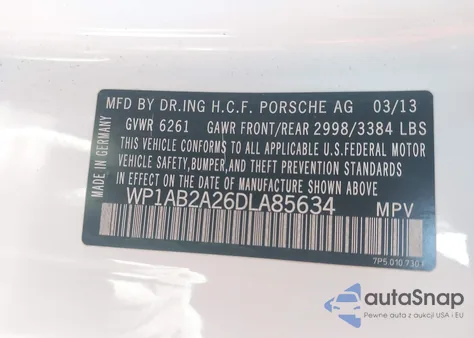 MFD BY DR.ING H.C.F. PORSCHE AG 03/13
GVWR 6261 GAWR FRONT/REAR 2998/3384 LBS
THIS VEHICLE CONFORMS TO ALL APPLICABLE U.S.FEDERAL MOTOR
VEHICLE SAFETY,BUMPER,AND THEFT PREVENTION STANDARDS
IN EFFECT ON THE DATE OF MANUFACTURE SHOWN ABOVE.
WP1AB2A26DLA85634 MPV
MADE IN GERMANY
7P5.010.730
autoSnap
Pewne auta z aukcji USA i EU